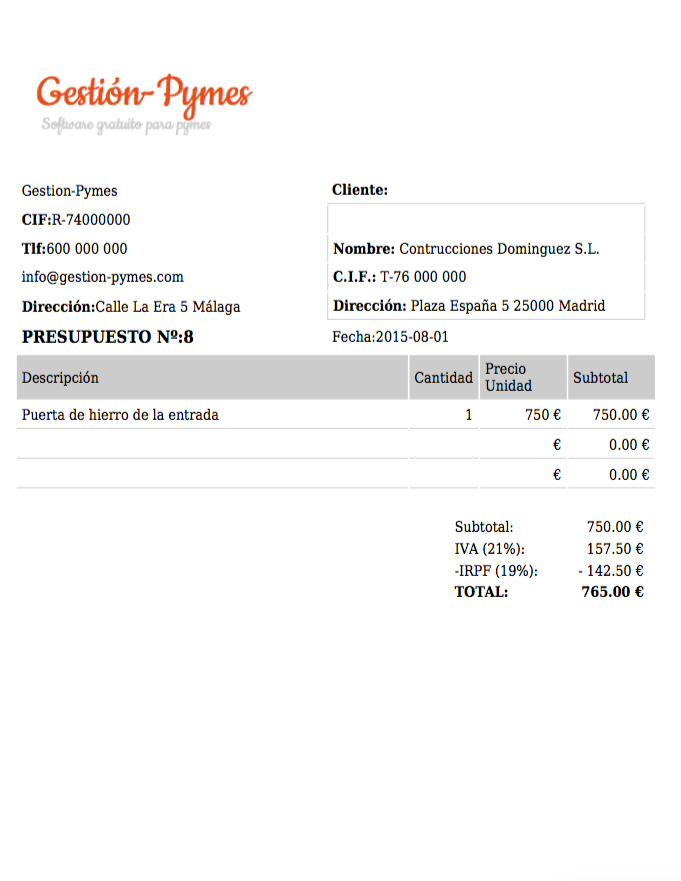 Gestión-Pymes
Software gratuito para pymes
Gestion-Pymes
CIF:R-74000000
Tlf:600 000 000
info@gestion-pymes.com
Dirección:Calle La Era 5 Málaga
Cliente:
Nombre: Contrucciones Dominguez S.L.
C.I.F.: T-76 000 000
Dirección: Plaza España 5 25000 Madrid
PRESUPUESTO Nº:8
Fecha:2015-08-01
Descripción Cantidad Precio Unidad Subtotal
Puerta de hierro de la entrada 1 750 € 750.00 €
€ 0.00 €
€ 0.00 €
Subtotal: 750.00 €
IVA (21%): 157.50 €
-IRPF (19%): - 142.50 €
TOTAL: 765.00 €